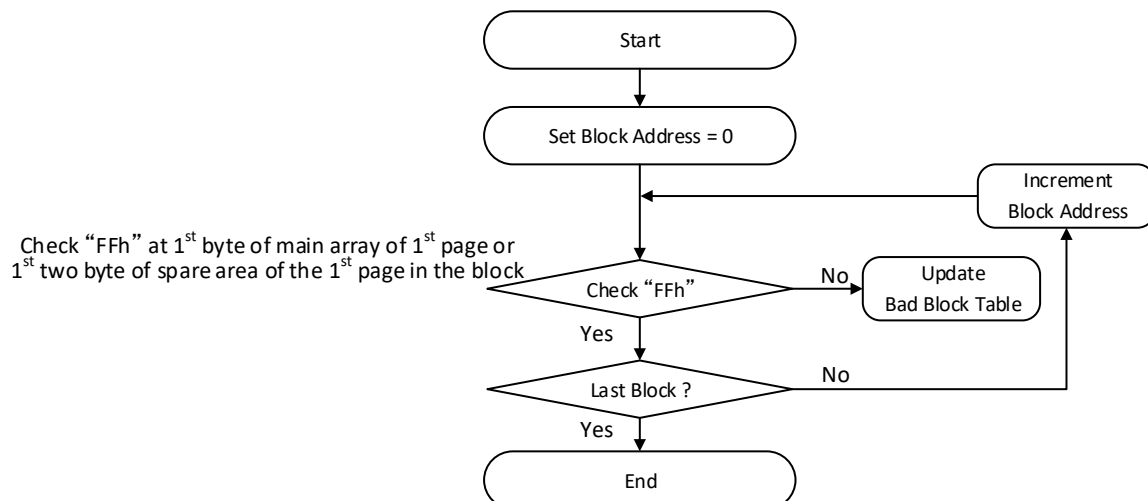 Start
Set Block Address = 0
Increment
Block Address
Check “FFh” at 1st byte of main array of 1st page or
1st two byte of spare area of the 1st page in the block
Check “FFh”
No
Update
Bad Block Table
Yes
Last Block ?
No
Yes
End